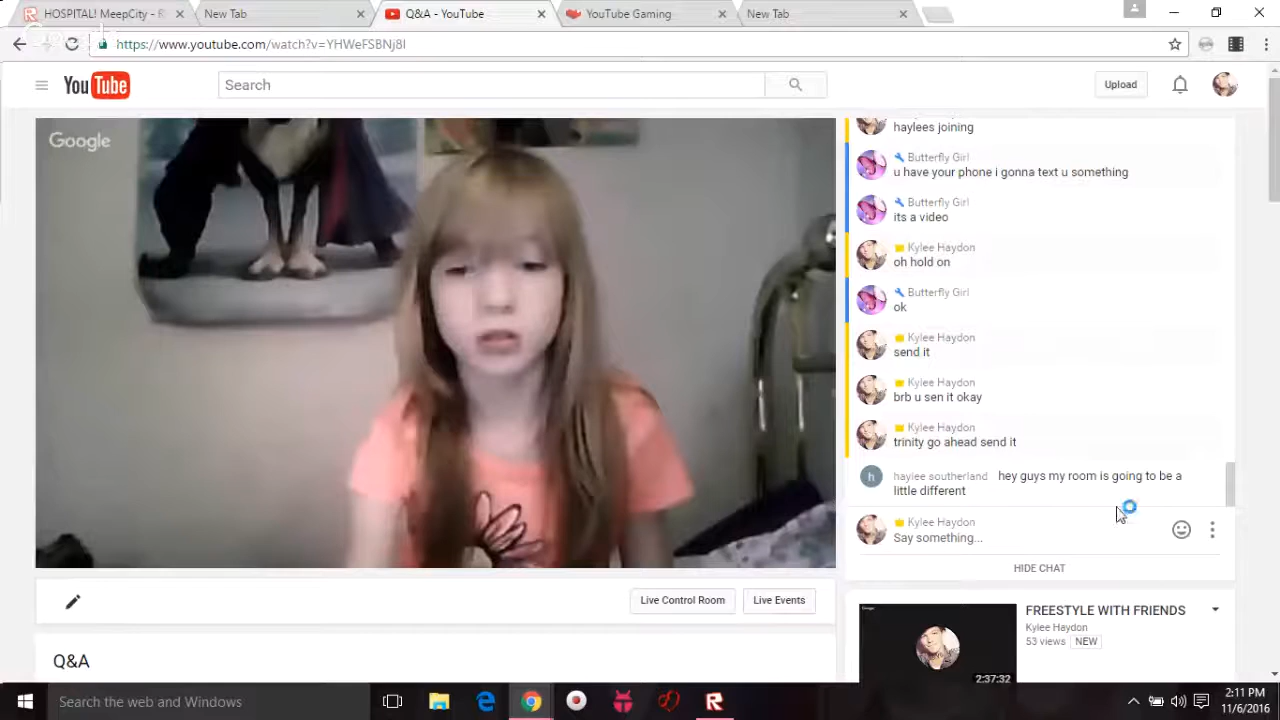 HOSPITAL! MeepCity - R
New Tab
Q&A - YouTube
YouTube Gaming
New Tab
https://www.youtube.com/watch?v=YHWeFSBNj8I
YouTube
Search
Upload
Google
haylees joining
Butterfly Girl
u have your phone i gonna text u something
Butterfly Girl
its a video
Kylee Haydon
oh hold on
Butterfly Girl
ok
Kylee Haydon
send it
Kylee Haydon
brb u sen it okay
Kylee Haydon
trinity go ahead send it
h
haylee southerland hey guys my room is going to be a
little different
Kylee Haydon
Say something...
HIDE CHAT
Live Control Room
Live Events
Q&A
FREESTYLE WITH FRIENDS
Kylee Haydon
53 views NEW
2:37:32
Search the web and Windows
2:11 PM
11/6/2016